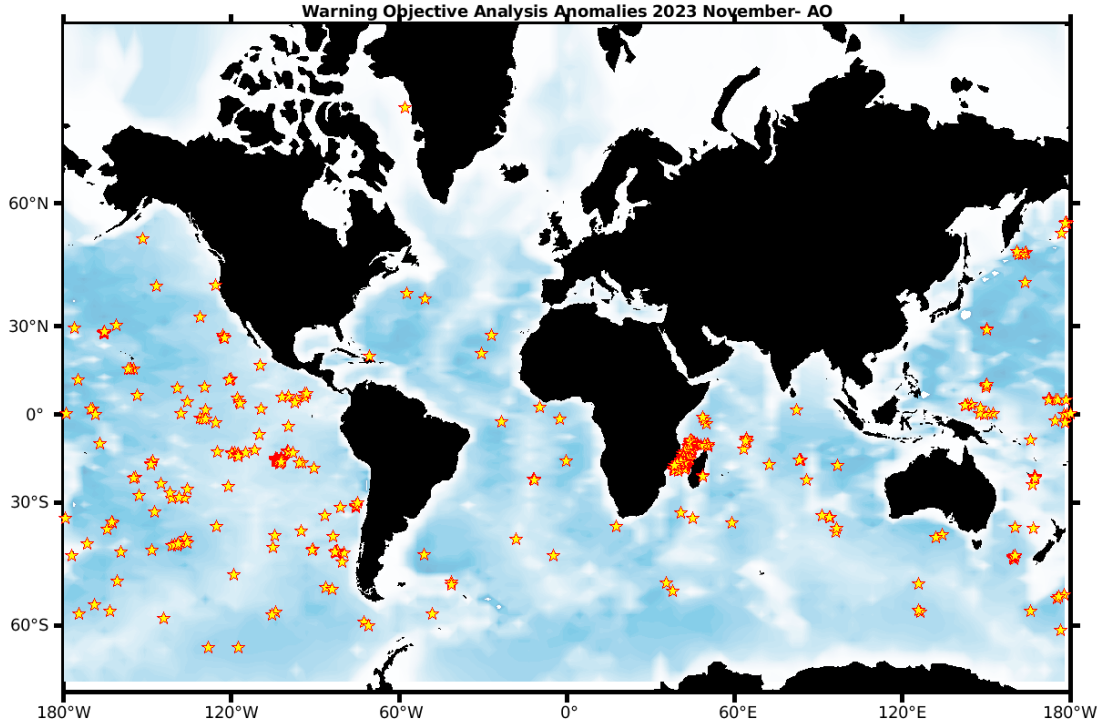 Warning Objective Analysis Anomalies 2023 November- AO
60°N
30°N
0°
30°S
60°S
180°W 120°W 60°W 0° 60°E 120°E 180°W